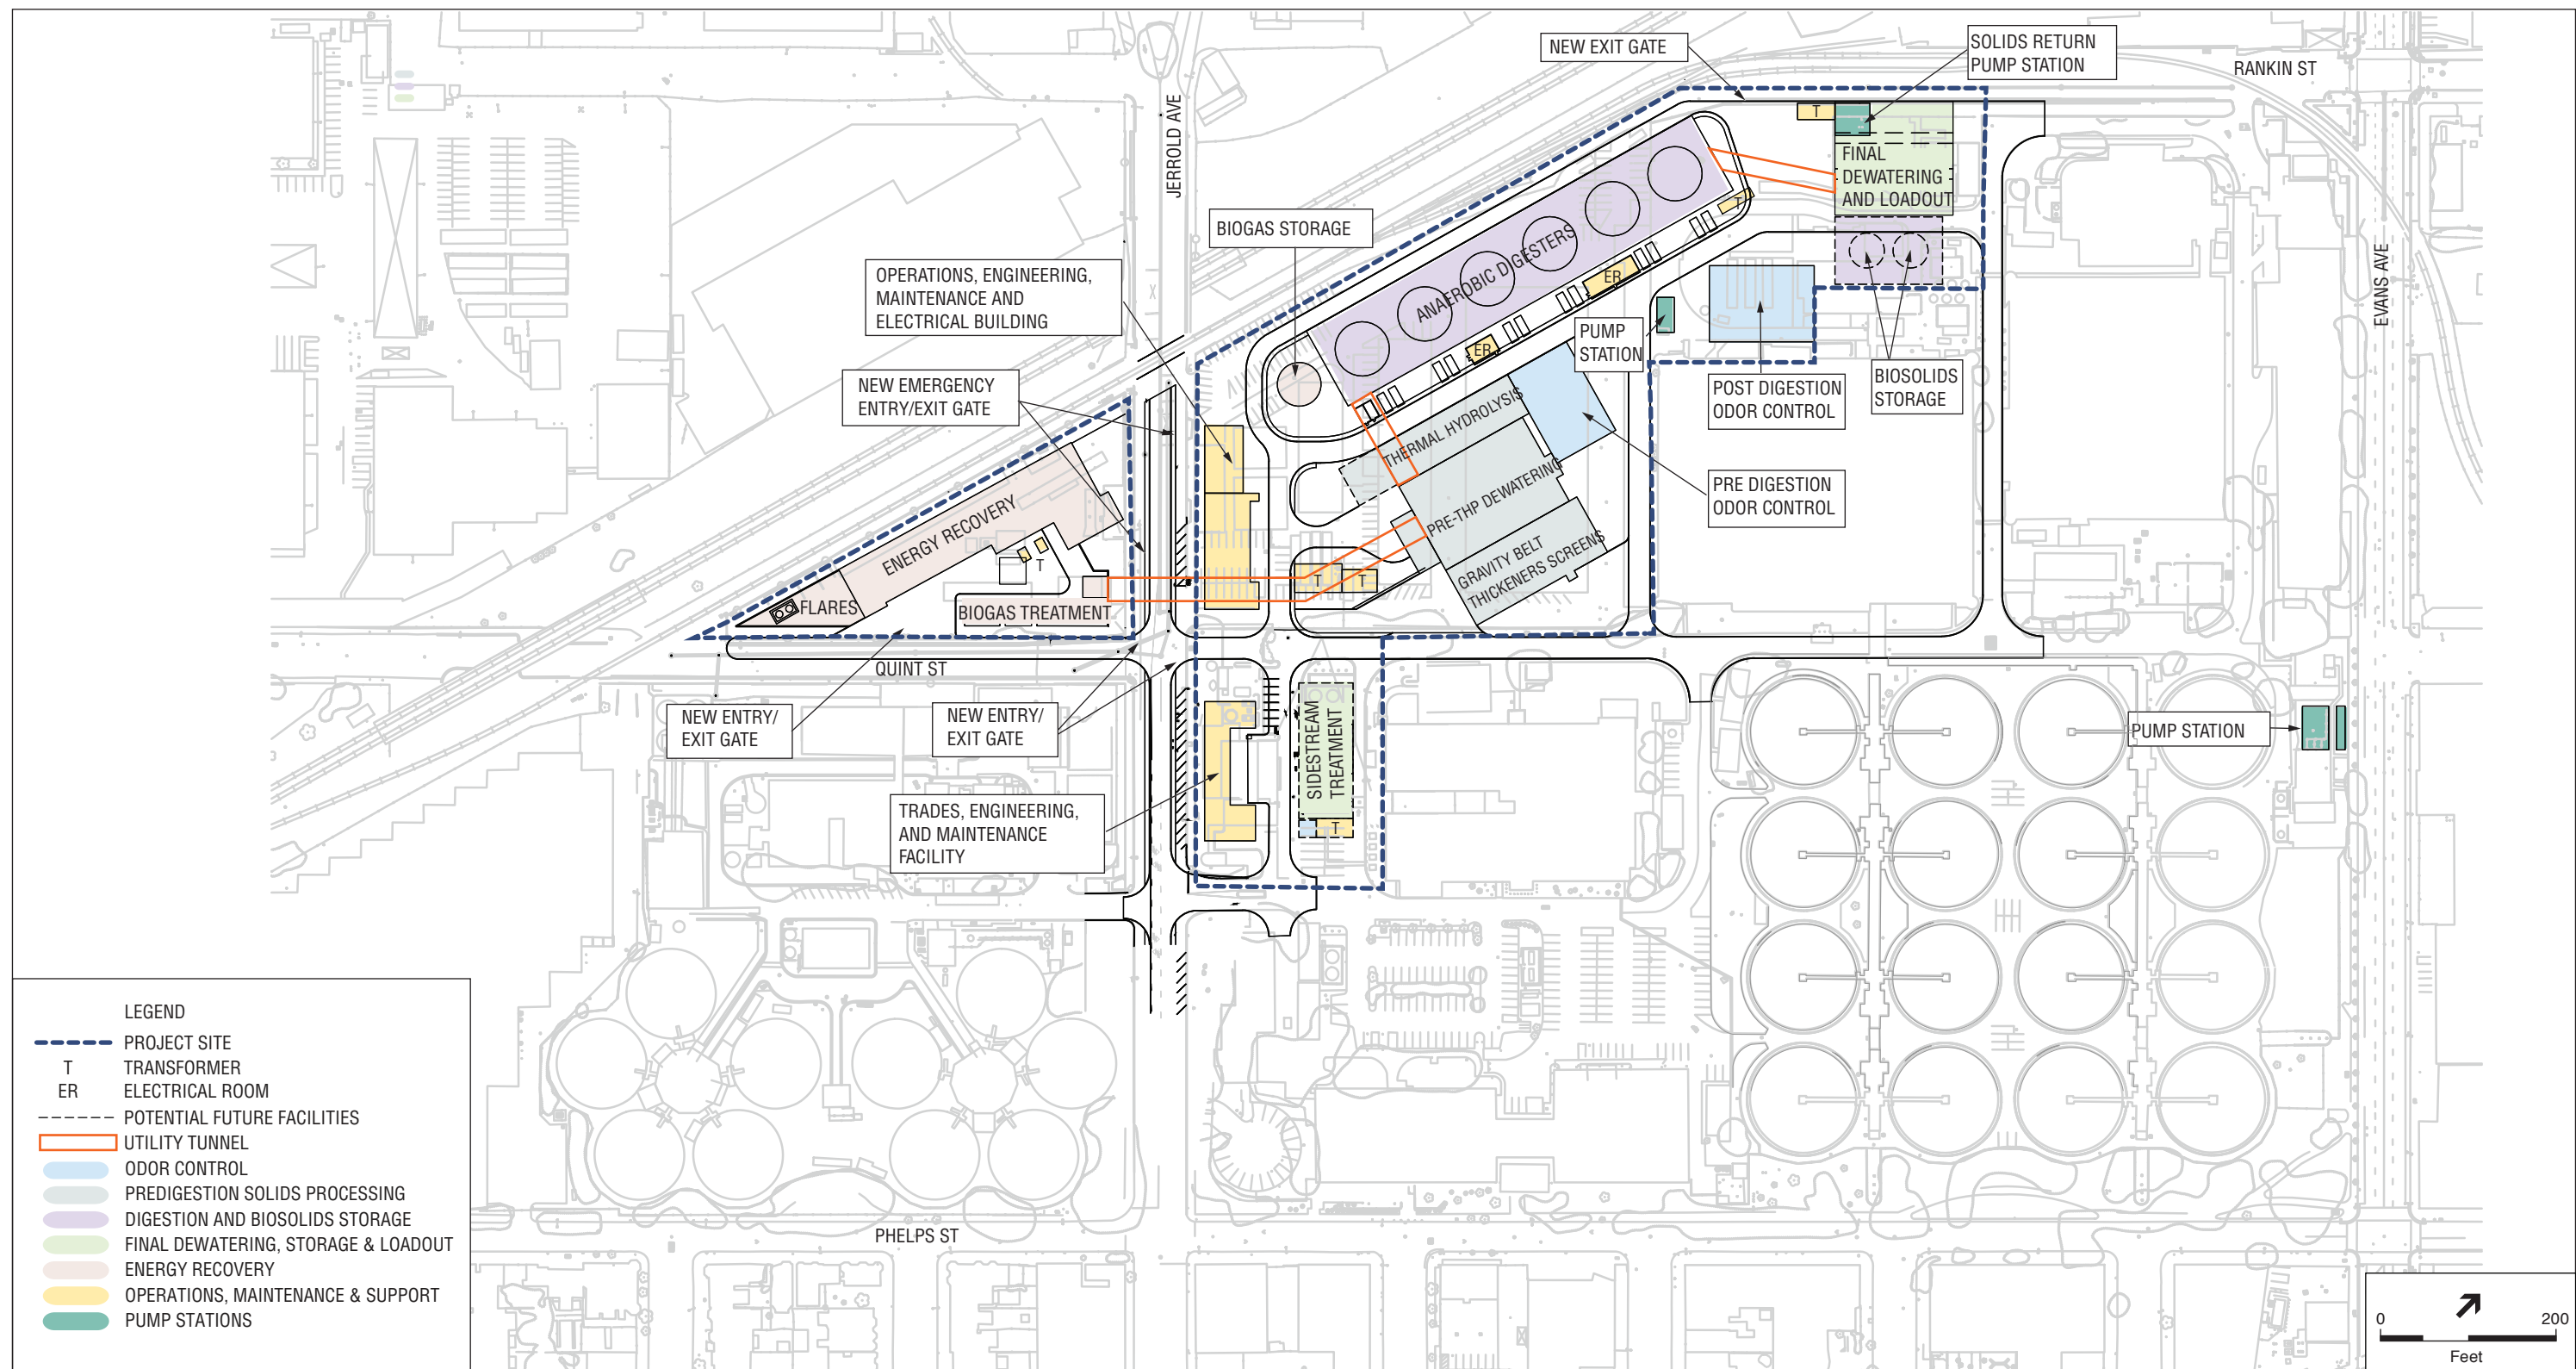 NEW EXIT GATE
SOLIDS RETURN
PUMP STATION
RANKIN ST
JERROLD AVE
T
FINAL
DEWATERING
AND LOADOUT
T
BIOGAS STORAGE
ANAEROBIC DIGESTERS
EVANS AVE
OPERATIONS, ENGINEERING,
MAINTENANCE AND
ELECTRICAL BUILDING
ER
ER
PUMP
STATION
NEW EMERGENCY
ENTRY/EXIT GATE
POST DIGESTION
ODOR CONTROL
BIOSOLIDS
STORAGE
THERMAL HYDROLYSIS
PRE-THP DEWATERING
PRE DIGESTION
ODOR CONTROL
ENERGY RECOVERY
T
GRAVITY BELT
THICKENERS SCREENS
T
T
FLARES
BIOGAS TREATMENT
QUINT ST
NEW ENTRY/
EXIT GATE
NEW ENTRY/
EXIT GATE
SIDESTREAM
TREATMENT
PUMP STATION
TRADES, ENGINEERING,
AND MAINTENANCE
FACILITY
T
PHELPS ST
LEGEND
PROJECT SITE
T TRANSFORMER
ER ELECTRICAL ROOM
POTENTIAL FUTURE FACILITIES
UTILITY TUNNEL
ODOR CONTROL
PREDIGESTION SOLIDS PROCESSING
DIGESTION AND BIOSOLIDS STORAGE
FINAL DEWATERING, STORAGE & LOADOUT
ENERGY RECOVERY
OPERATIONS, MAINTENANCE & SUPPORT
PUMP STATIONS
0 200
Feet